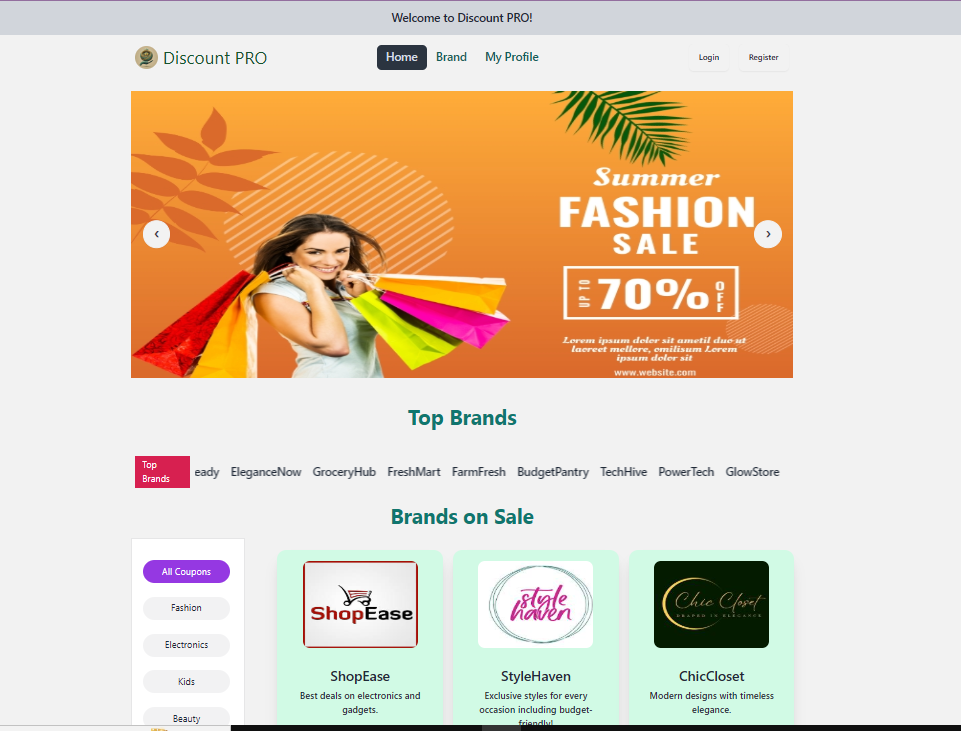 Welcome to Discount PRO!
Discount PRO
Home
Brand
My Profile
Login
Register
Summer
FASHION
SALE
UP TO
70%
OFF
Lorem ipsum dolor sit ametil duo ut
laoreet mellore, emilisum Lorem
ipsum dolor sit
www.website.com
‹
›
Top Brands
Top
Brands
eady
EleganceNow
GroceryHub
FreshMart
FarmFresh
BudgetPantry
TechHive
PowerTech
GlowStore
Brands on Sale
All Coupons
Fashion
Electronics
Kids
Beauty
ShopEase
ShopEase
Best deals on electronics and
gadgets.
style
haven
StyleHaven
Exclusive styles for every
occasion including budget-
friendly!
Chic Closet
DRAPED IN ELEGANCE
ChicCloset
Modern designs with timeless
elegance.